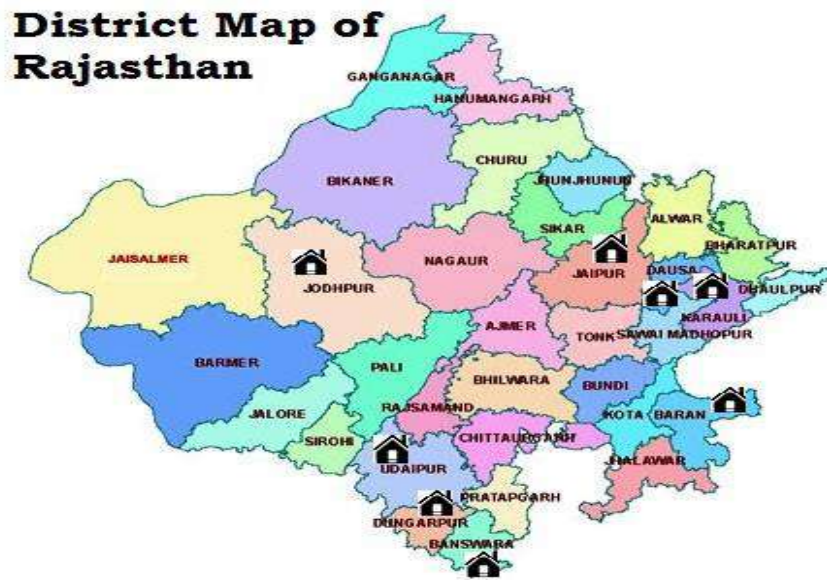 District Map of
Rajasthan
GANGANAGAR
HANUMANGARH
CHURU
BIKANER
JHUNJHUNUN
SIKAR
ALWAR
BHARATPUR
JAISALMER
NAGAUR
JAIPUR
DAUSA
JODHPUR
DHAULPUR
KARAULI
AJMER
TONK
SAWAI MADHOPUR
BARMER
PALI
BHILWARA
BUNDI
RAJSAMAND
JALORE
KOTA
BARAN
SIROHI
CHITTAURGARH
JHALAWAR
UDAIPUR
PRATAPGARH
DUNGARPUR
BANSWARA